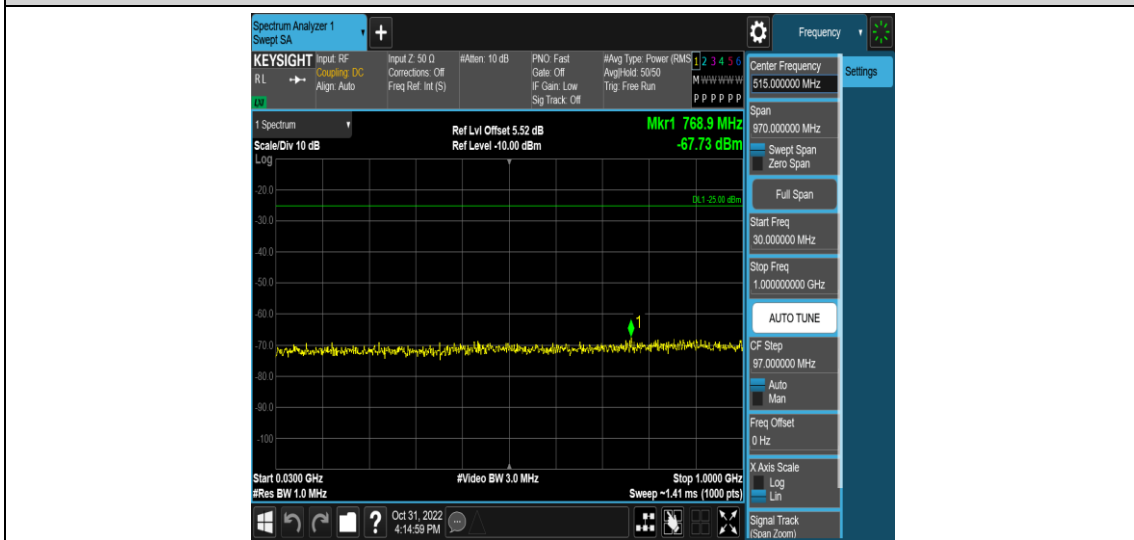 Spectrum Analyzer 1
Swept SA
+
Frequency
KEYSIGHT
RL
LXI
Input: RF
Coupling: DC
Align: Auto
Input Z: 50 Ω
Corrections: Off
Freq Ref: Int (S)
#Atten: 10 dB
PNO: Fast
Gate: Off
IF Gain: Low
Sig Track: Off
#Avg Type: Power (RMS
Avg|Hold: 50/50
Trig: Free Run
1 2 3 4 5 6
M W W W W W
P P P P P P
Center Frequency
515.000000 MHz
Settings
Span
970.000000 MHz
Swept Span
Zero Span
Full Span
Start Freq
30.000000 MHz
Stop Freq
1.000000000 GHz
AUTO TUNE
CF Step
97.000000 MHz
Auto
Man
Freq Offset
0 Hz
X Axis Scale
Log
Lin
Signal Track
(Span Zoom)
1 Spectrum
Scale/Div 10 dB
Ref Lvl Offset 5.52 dB
Ref Level -10.00 dBm
Mkr1 768.9 MHz
-67.73 dBm
Log
DL1 -25.00 dBm
-20.0
-30.0
-40.0
-50.0
-60.0
-70.0
-80.0
-90.0
-100
1
Start 0.0300 GHz
#Res BW 1.0 MHz
#Video BW 3.0 MHz
Stop 1.0000 GHz
Sweep ~1.41 ms (1000 pts)
?
Oct 31, 2022
4:14:59 PM